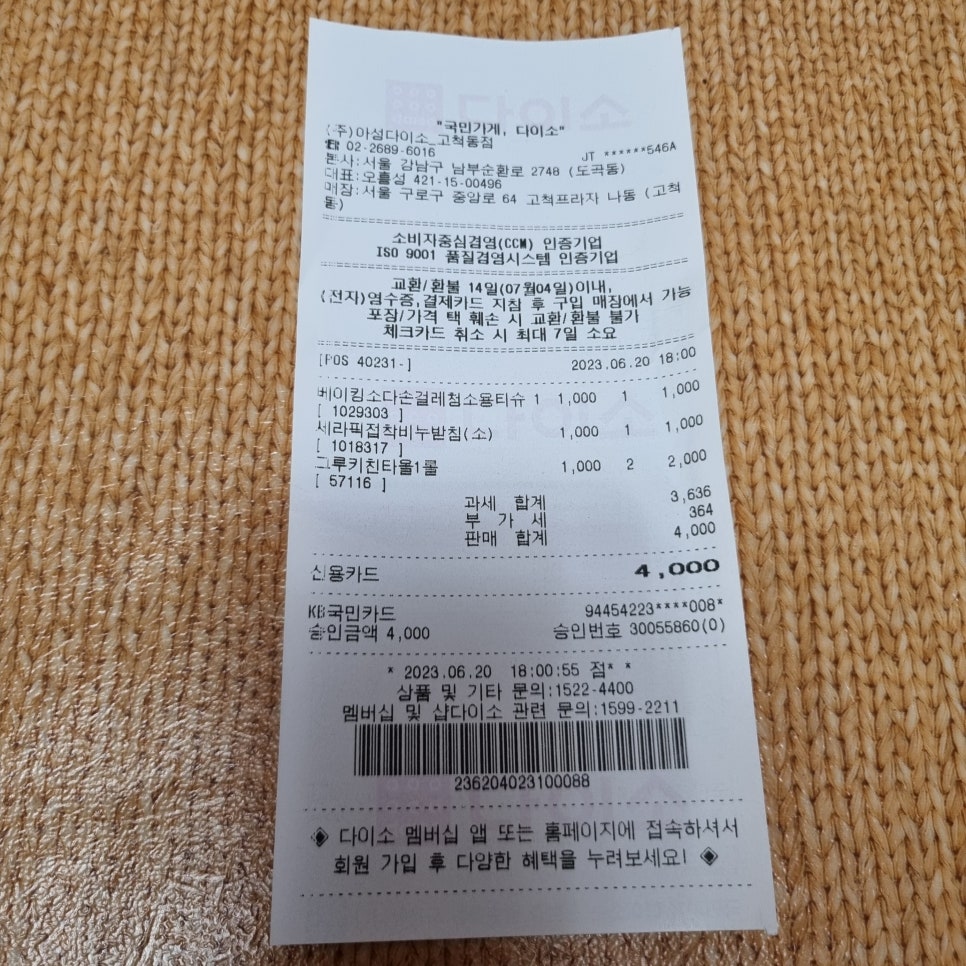 "국민가게, 다이소"
(주)아성다이소_고척동점
☎ 02-2689-6016 JT ******546A
본사:서울 강남구 남부순환로 2748 (도곡동)
대표:오흘성 421-15-00496
매장:서울 구로구 중앙로 64 고척프라자 나동 (고척
동)
소비자중심경영(CCM) 인증기업
ISO 9001 품질경영시스템 인증기업
교환/환불 14일(07월04일)이내,
(전자)영수증,결제카드 지참 후 구입 매장에서 가능
포장/가격 택 훼손 시 교환/환불 불가
체크카드 취소 시 최대 7일 소요
[POS 40231-] 2023.06.20 18:00
베이킹소다손걸레청소용티슈 1 1,000 1 1,000
[ 1029303 ]
세라믹접착비누받침(소) 1,000 1 1,000
[ 1018317 ]
그루키친타올1롤 1,000 2 2,000
[ 57116 ]
과세 합계 3,636
부 가 세 364
판매 합계 4,000
신용카드 4,000
KB국민카드 94454223****008*
승인금액 4,000 승인번호 30055860(0)
* 2023.06.20 18:00:55 점* *
상품 및 기타 문의:1522-4400
멤버십 및 샵다이소 관련 문의:1599-2211
236204023100088
◈ 다이소 멤버십 앱 또는 홈페이지에 접속하셔서
회원 가입 후 다양한 혜택을 누려보세요! ◈